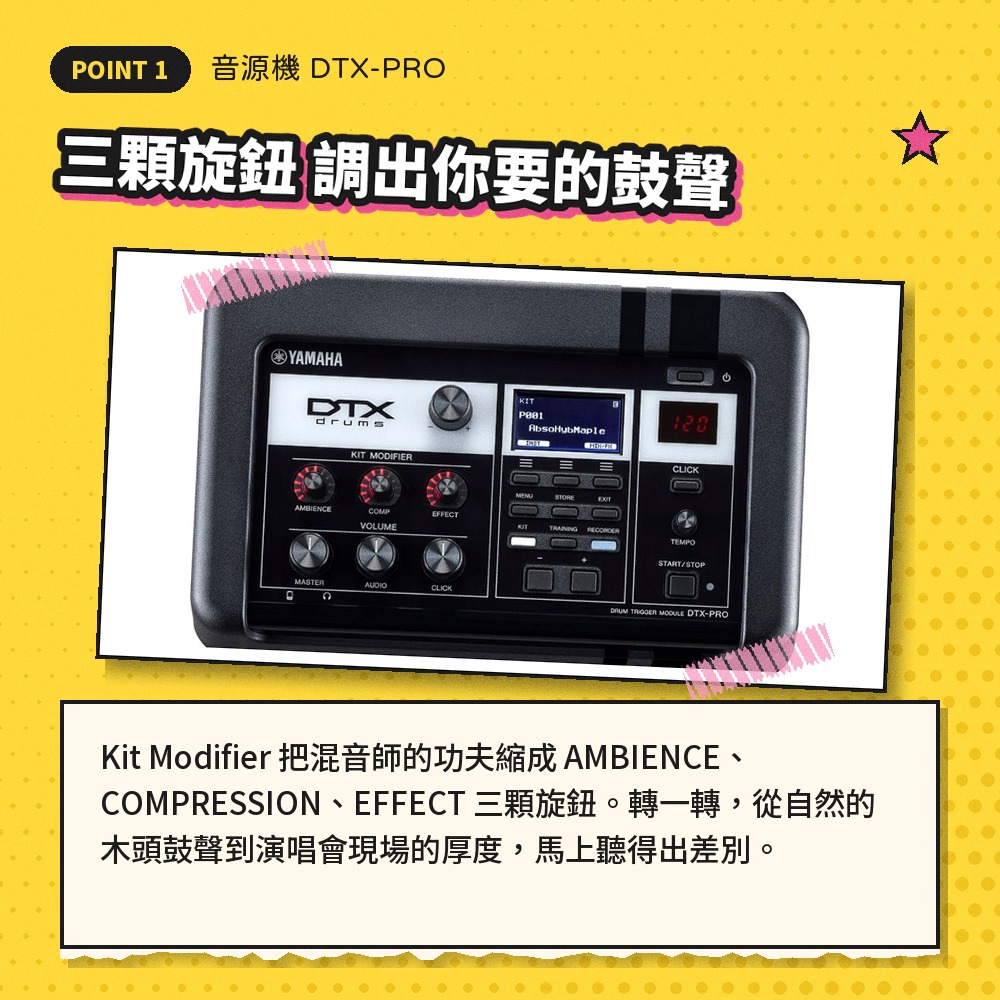 POINT 1 音源機 DTX-PRO
三顆旋鈕 調出你要的鼓聲
YAMAHA
DTX
drums
KIT MODIFIER
AMBIENCE COMP EFFECT
VOLUME
MASTER AUDIO CLICK
KIT
P001
AbsoHybMaple
INST MIX/FX
MENU STORE EXIT
KIT TRAINING RECORDER
- +
120
CLICK
TEMPO
START/STOP
DRUM TRIGGER MODULE DTX-PRO
Kit Modifier 把混音師的功夫縮成 AMBIENCE、
COMPRESSION、EFFECT 三顆旋鈕。轉一轉，從自然的
木頭鼓聲到演唱會現場的厚度，馬上聽得出差別。